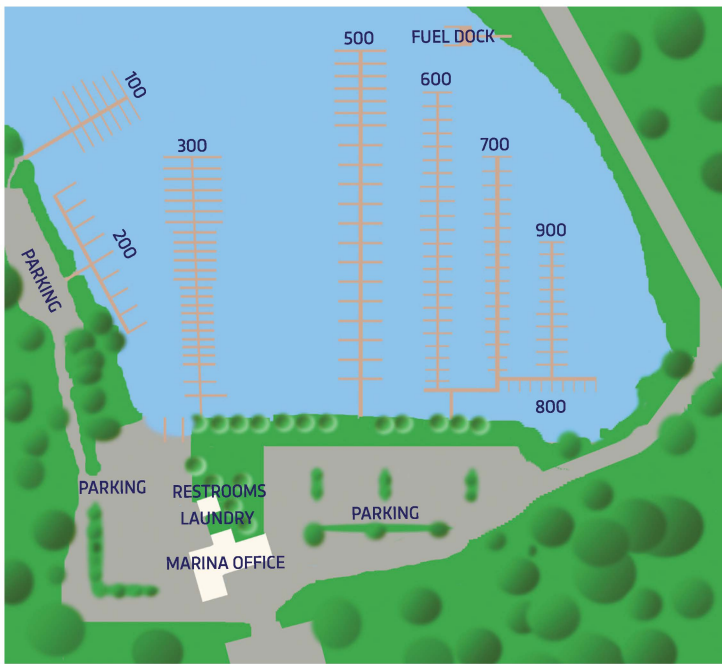 500
FUEL DOCK
600
100
300
700
900
200
PARKING
800
PARKING
RESTROOMS
LAUNDRY
PARKING
MARINA OFFICE